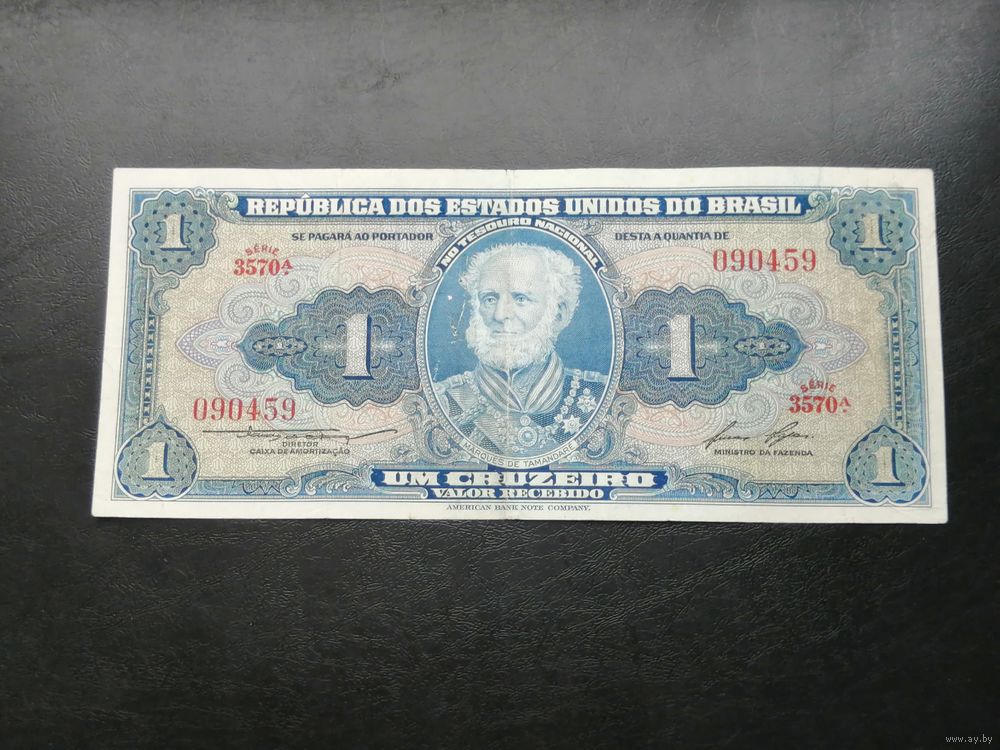 1
REPÚBLICA DOS ESTADOS UNIDOS DO BRASIL
1
SE PAGARÁ AO PORTADOR
NO TESOURO NACIONAL
DESTA A QUANTIA DE
SÉRIE
3570A
090459
1
1
090459
SÉRIE
3570A
DIRETOR
CAIXA DE AMORTIZAÇÃO
MARQUES DE TAMANDARÉ
MINISTRO DA FAZENDA
1
UM CRUZEIRO
VALOR RECEBIDO
1
AMERICAN BANK NOTE COMPANY.
www.ay.by